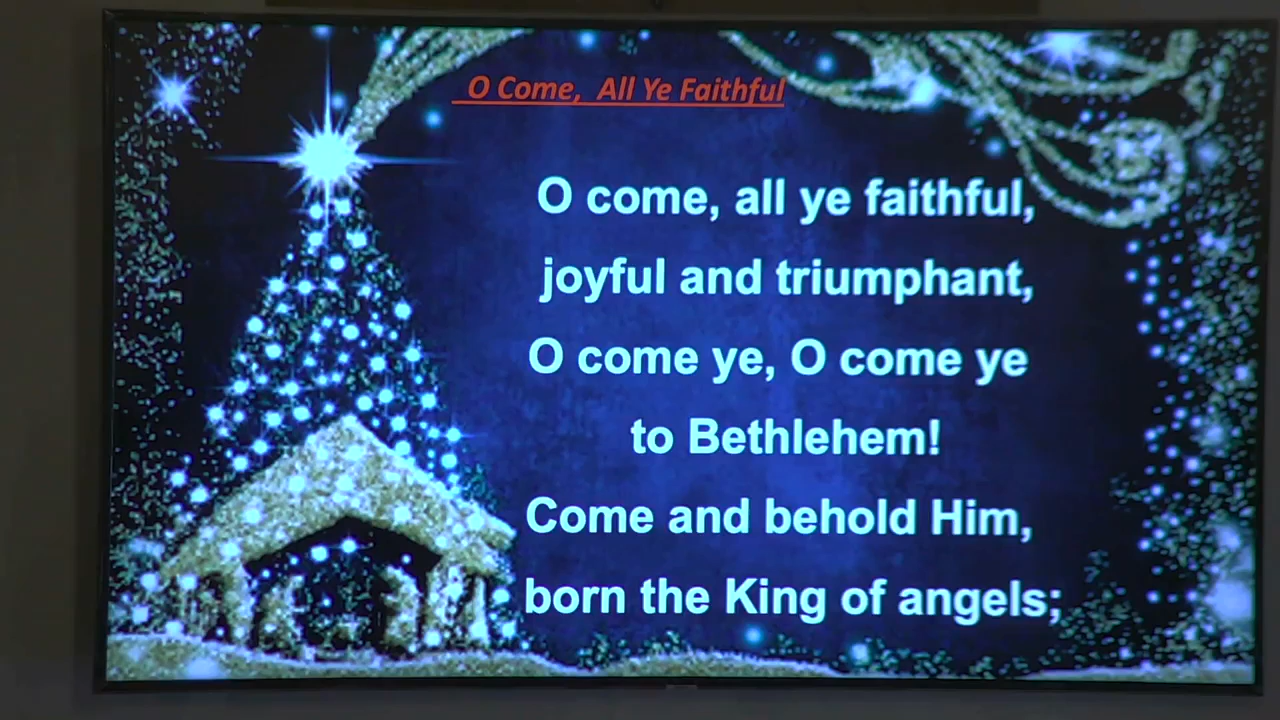 O Come,  All Ye Faithful
O come, all ye faithful,
joyful and triumphant,
O come ye, O come ye
to Bethlehem!
Come and behold Him,
born the King of angels;